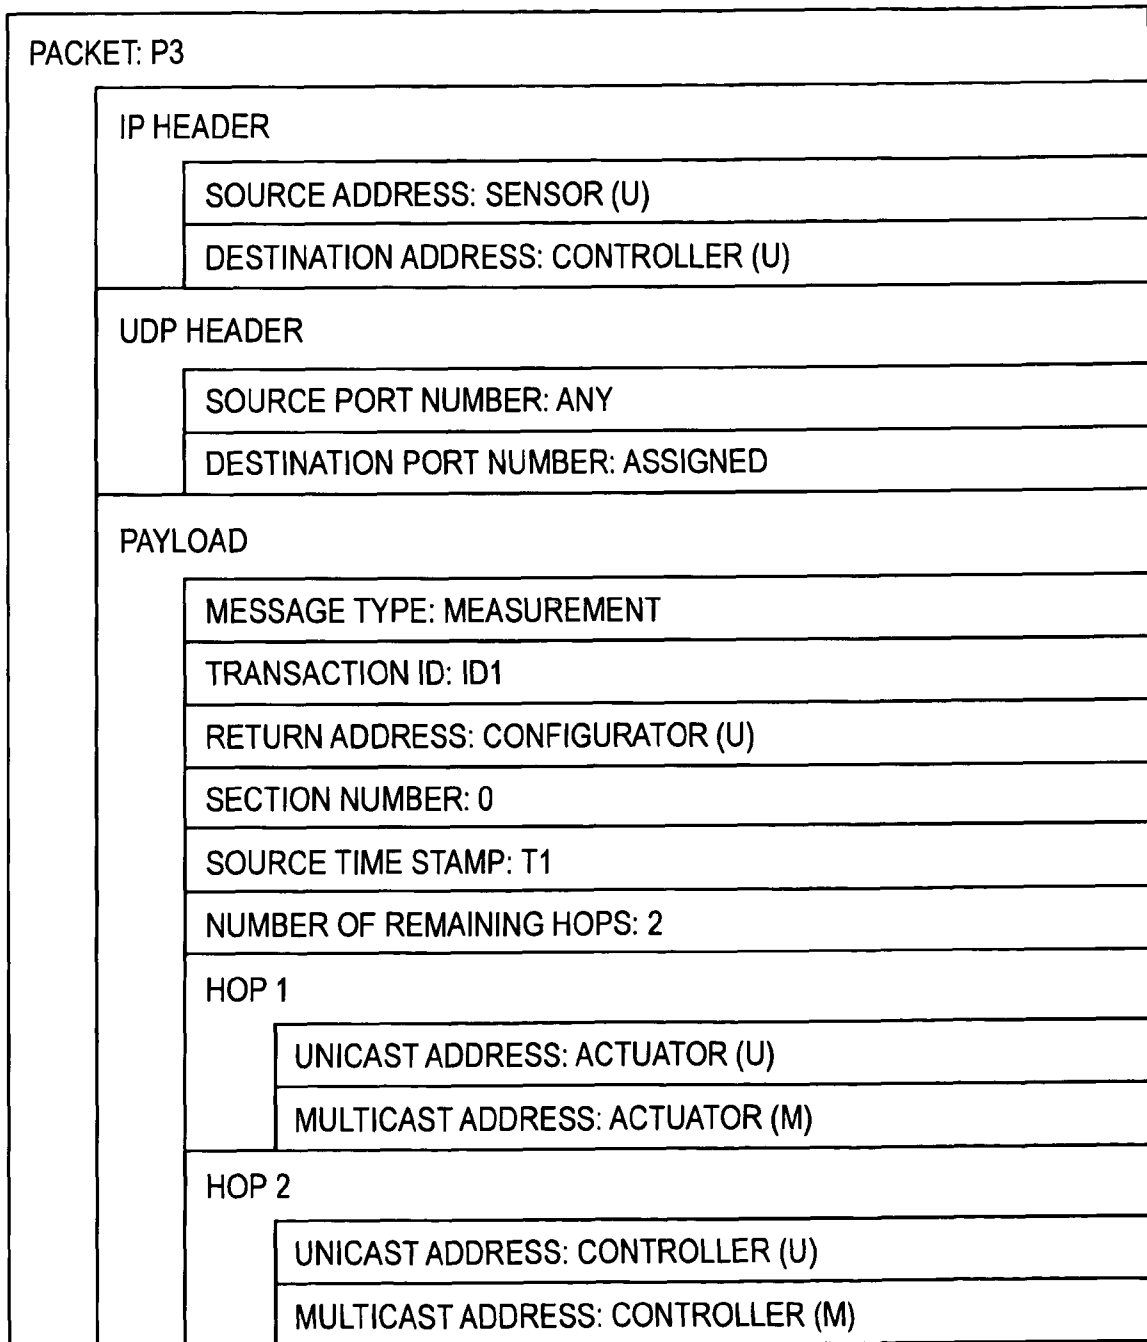 PACKET: P3
IP HEADER
SOURCE ADDRESS: SENSOR (U)
DESTINATION ADDRESS: CONTROLLER (U)
UDP HEADER
SOURCE PORT NUMBER: ANY
DESTINATION PORT NUMBER: ASSIGNED
PAYLOAD
MESSAGE TYPE: MEASUREMENT
TRANSACTION ID: ID1
RETURN ADDRESS: CONFIGURATOR (U)
SECTION NUMBER: 0
SOURCE TIME STAMP: T1
NUMBER OF REMAINING HOPS: 2
HOP 1
UNICAST ADDRESS: ACTUATOR (U)
MULTICAST ADDRESS: ACTUATOR (M)
HOP 2
UNICAST ADDRESS: CONTROLLER (U)
MULTICAST ADDRESS: CONTROLLER (M)